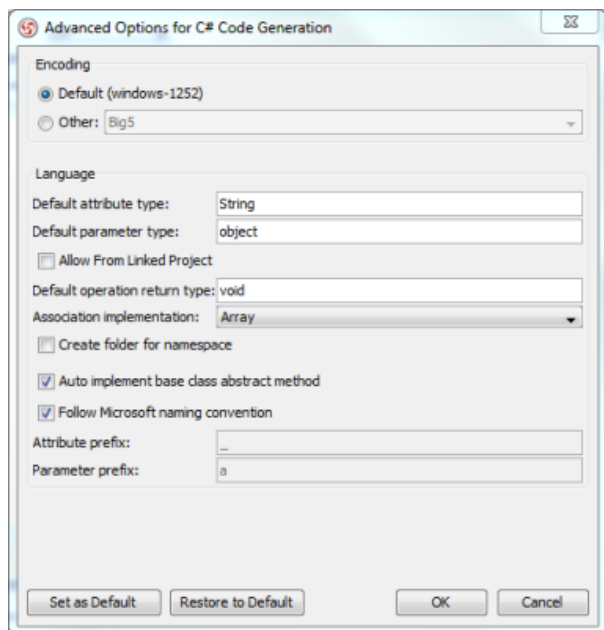 Advanced Options for C# Code Generation
Encoding
Default (windows-1252)
Other: Big5
Language
Default attribute type: String
Default parameter type: object
Allow From Linked Project
Default operation return type: void
Association implementation: Array
Create folder for namespace
Auto implement base class abstract method
Follow Microsoft naming convention
Attribute prefix: _
Parameter prefix: a
Set as Default Restore to Default OK Cancel